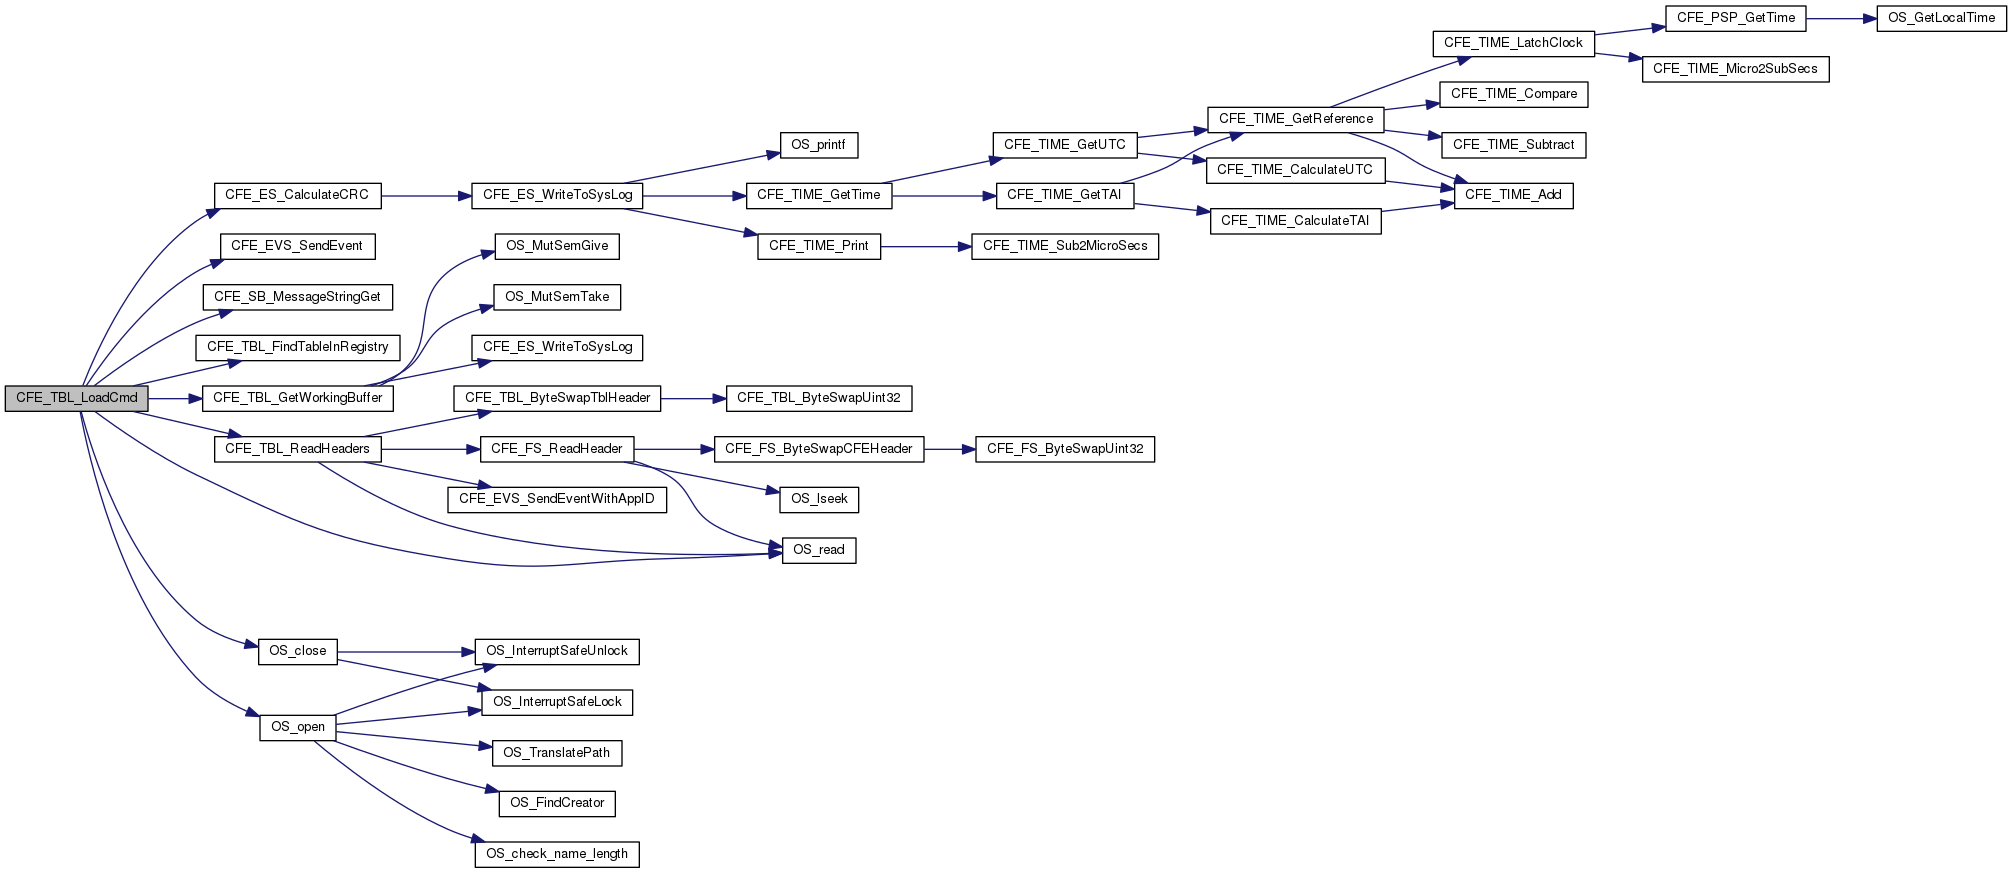 CFE_PSP_GetTime
OS_GetLocalTime
CFE_TIME_LatchClock
CFE_TIME_Micro2SubSecs
CFE_TIME_Compare
CFE_TIME_GetReference
OS_printf
CFE_TIME_GetUTC
CFE_TIME_Subtract
CFE_TIME_CalculateUTC
CFE_ES_CalculateCRC
CFE_ES_WriteToSysLog
CFE_TIME_GetTime
CFE_TIME_GetTAI
CFE_TIME_Add
CFE_TIME_CalculateTAI
CFE_EVS_SendEvent
OS_MutSemGive
CFE_TIME_Print
CFE_TIME_Sub2MicroSecs
CFE_SB_MessageStringGet
OS_MutSemTake
CFE_TBL_FindTableInRegistry
CFE_ES_WriteToSysLog
CFE_TBL_LoadCmd
CFE_TBL_GetWorkingBuffer
CFE_TBL_ByteSwapTblHeader
CFE_TBL_ByteSwapUint32
CFE_TBL_ReadHeaders
CFE_FS_ReadHeader
CFE_FS_ByteSwapCFEHeader
CFE_FS_ByteSwapUint32
CFE_EVS_SendEventWithAppID
OS_lseek
OS_read
OS_close
OS_InterruptSafeUnlock
OS_InterruptSafeLock
OS_open
OS_TranslatePath
OS_FindCreator
OS_check_name_length